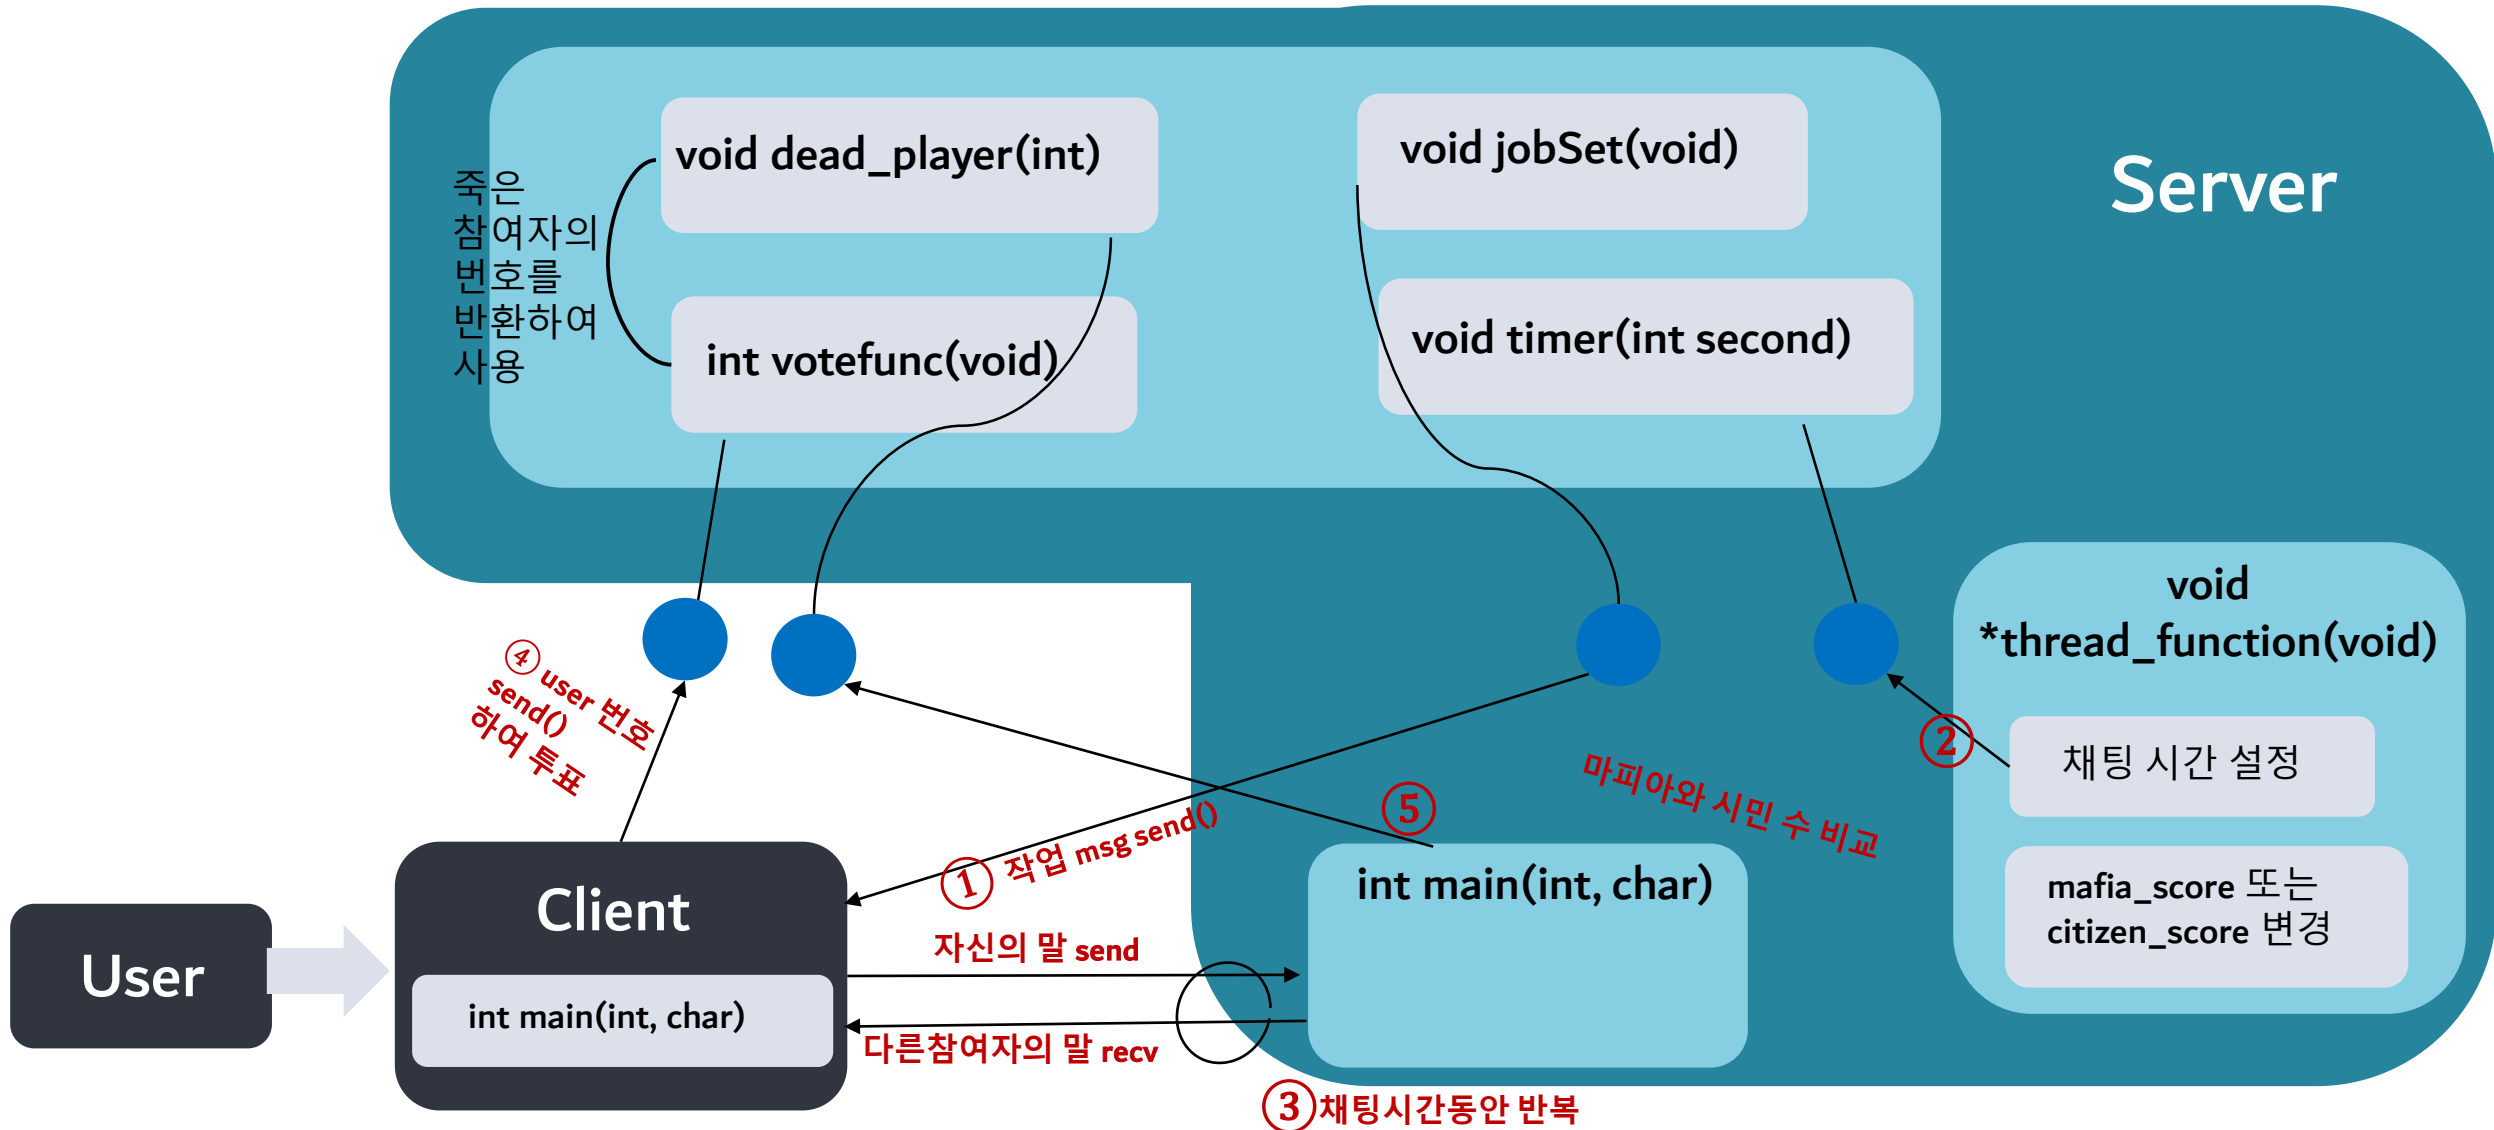 void dead_player(int)
void jobSet(void)
Server
죽은
참여자의
번호를
반환하여
사용
int votefunc(void)
void timer(int second)
void
*thread_function(void)
채팅 시간 설정
mafia_score 또는
citizen_score 변경
②
④ user 번호
send()
하여 투표
마피아와 시민 수 비교
⑤
① 작업 msg send()
int main(int, char)
Client
User
int main(int, char)
자신의 말 send
다른참여자의 말 recv
③ 채팅시간동안 반복